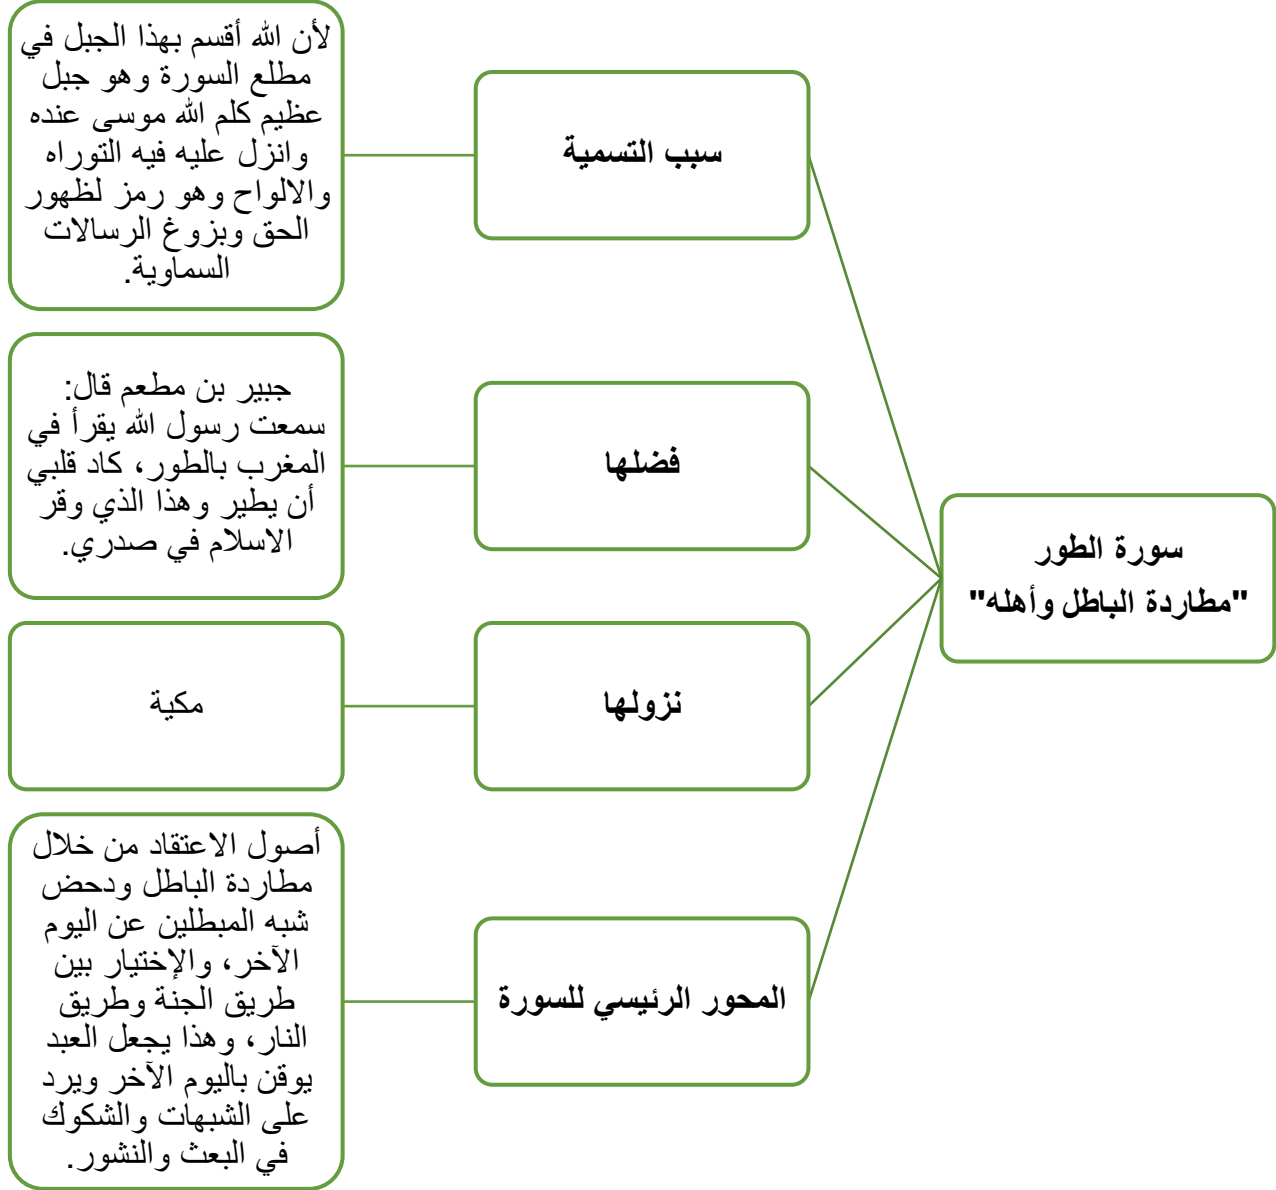 سورة الطور
"مطاردة الباطل وأهله"
سبب التسمية
لأن الله أقسم بهذا الجبل في
مطلع السورة وهو جبل
عظيم كلم الله موسى عنده
وانزل عليه فيه التوراه
والالواح وهو رمز لظهور
الحق وبزوغ الرسالات
السماوية.
فضلها
جبير بن مطعم قال:
سمعت رسول الله يقرأ في
المغرب بالطور، كاد قلبي
أن يطير وهذا الذي وقر
الاسلام في صدري.
نزولها
مكية
المحور الرئيسي للسورة
أصول الاعتقاد من خلال
مطاردة الباطل ودحض
شبه المبطلين عن اليوم
الآخر، والإختيار بين
طريق الجنة وطريق
النار، وهذا يجعل العبد
يوقن باليوم الآخر ويرد
على الشبهات والشكوك
في البعث والنشور.